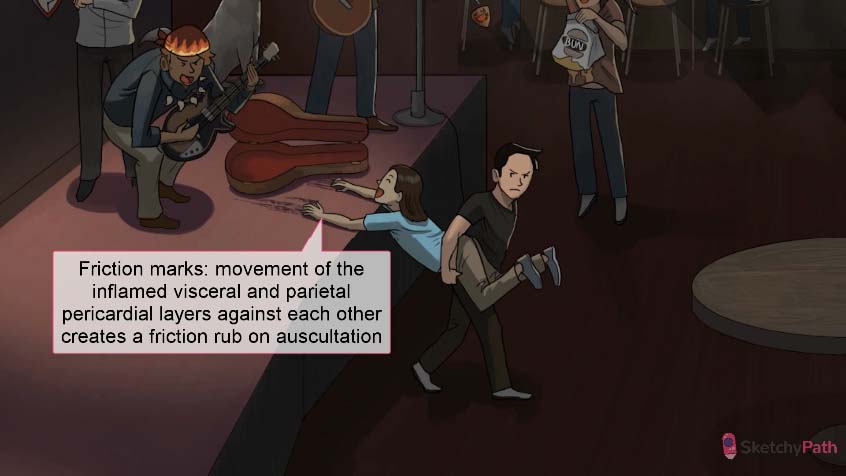 BUN
Friction marks: movement of the
inflamed visceral and parietal
pericardial layers against each other
creates a friction rub on auscultation
SketchyPath